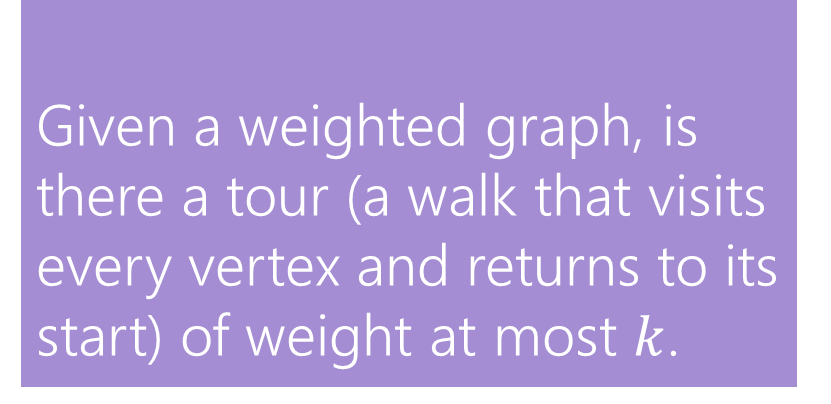 Given a weighted graph, is
there a tour (a walk that visits
every vertex and returns to its
start) of weight at most k.